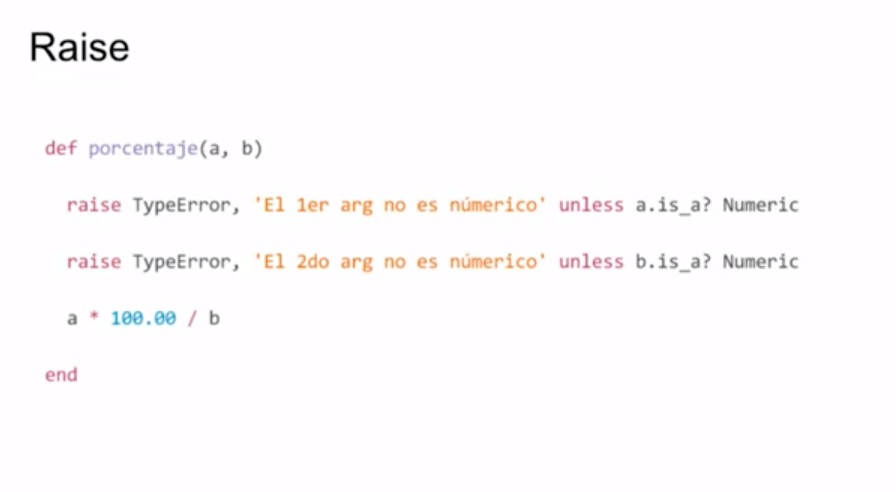 Raise
def porcentaje(a, b)
raise TypeError, 'El 1er arg no es númerico' unless a.is_a? Numeric
raise TypeError, 'El 2do arg no es númerico' unless b.is_a? Numeric
a * 100.00 / b
end